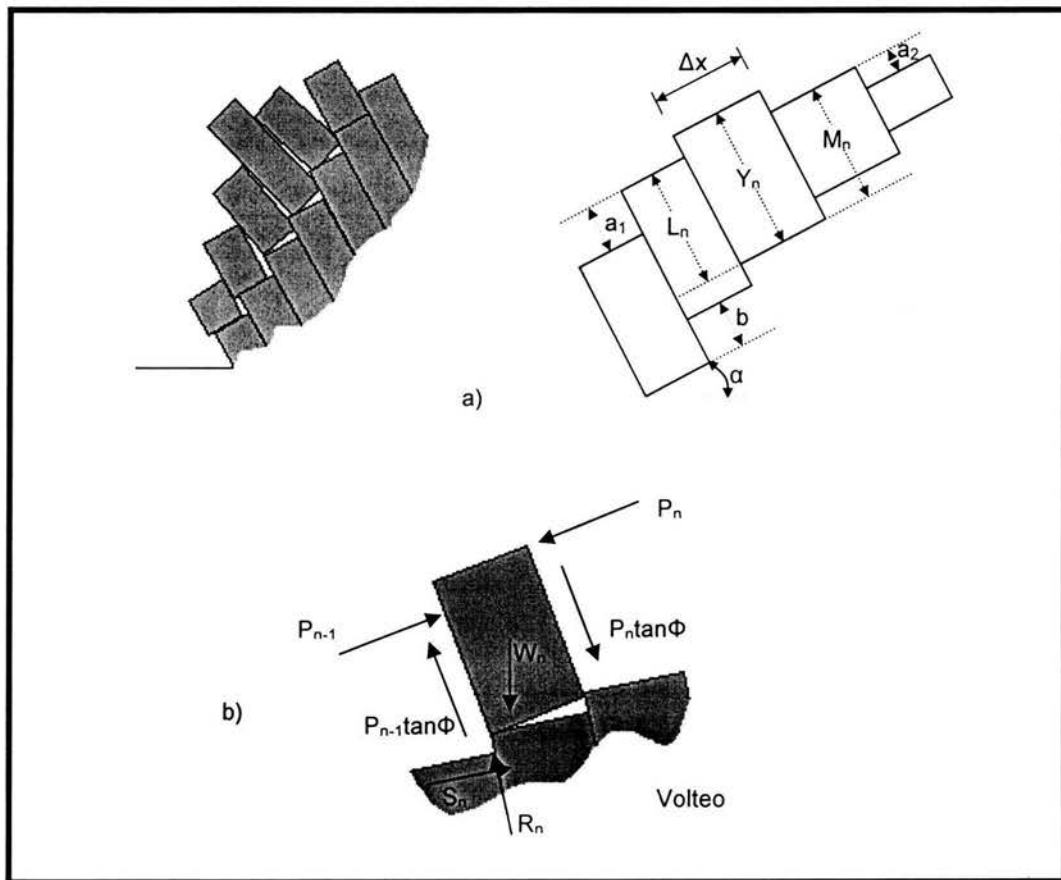 Δx
a₂
Mₙ
Yₙ
a₁
Lₙ
b
α
a)
Pₙ
Pₙ₋₁
PₙtanΦ
Wₙ
b)
Pₙ₋₁tanΦ
Sₙ
Volteo
Rₙ